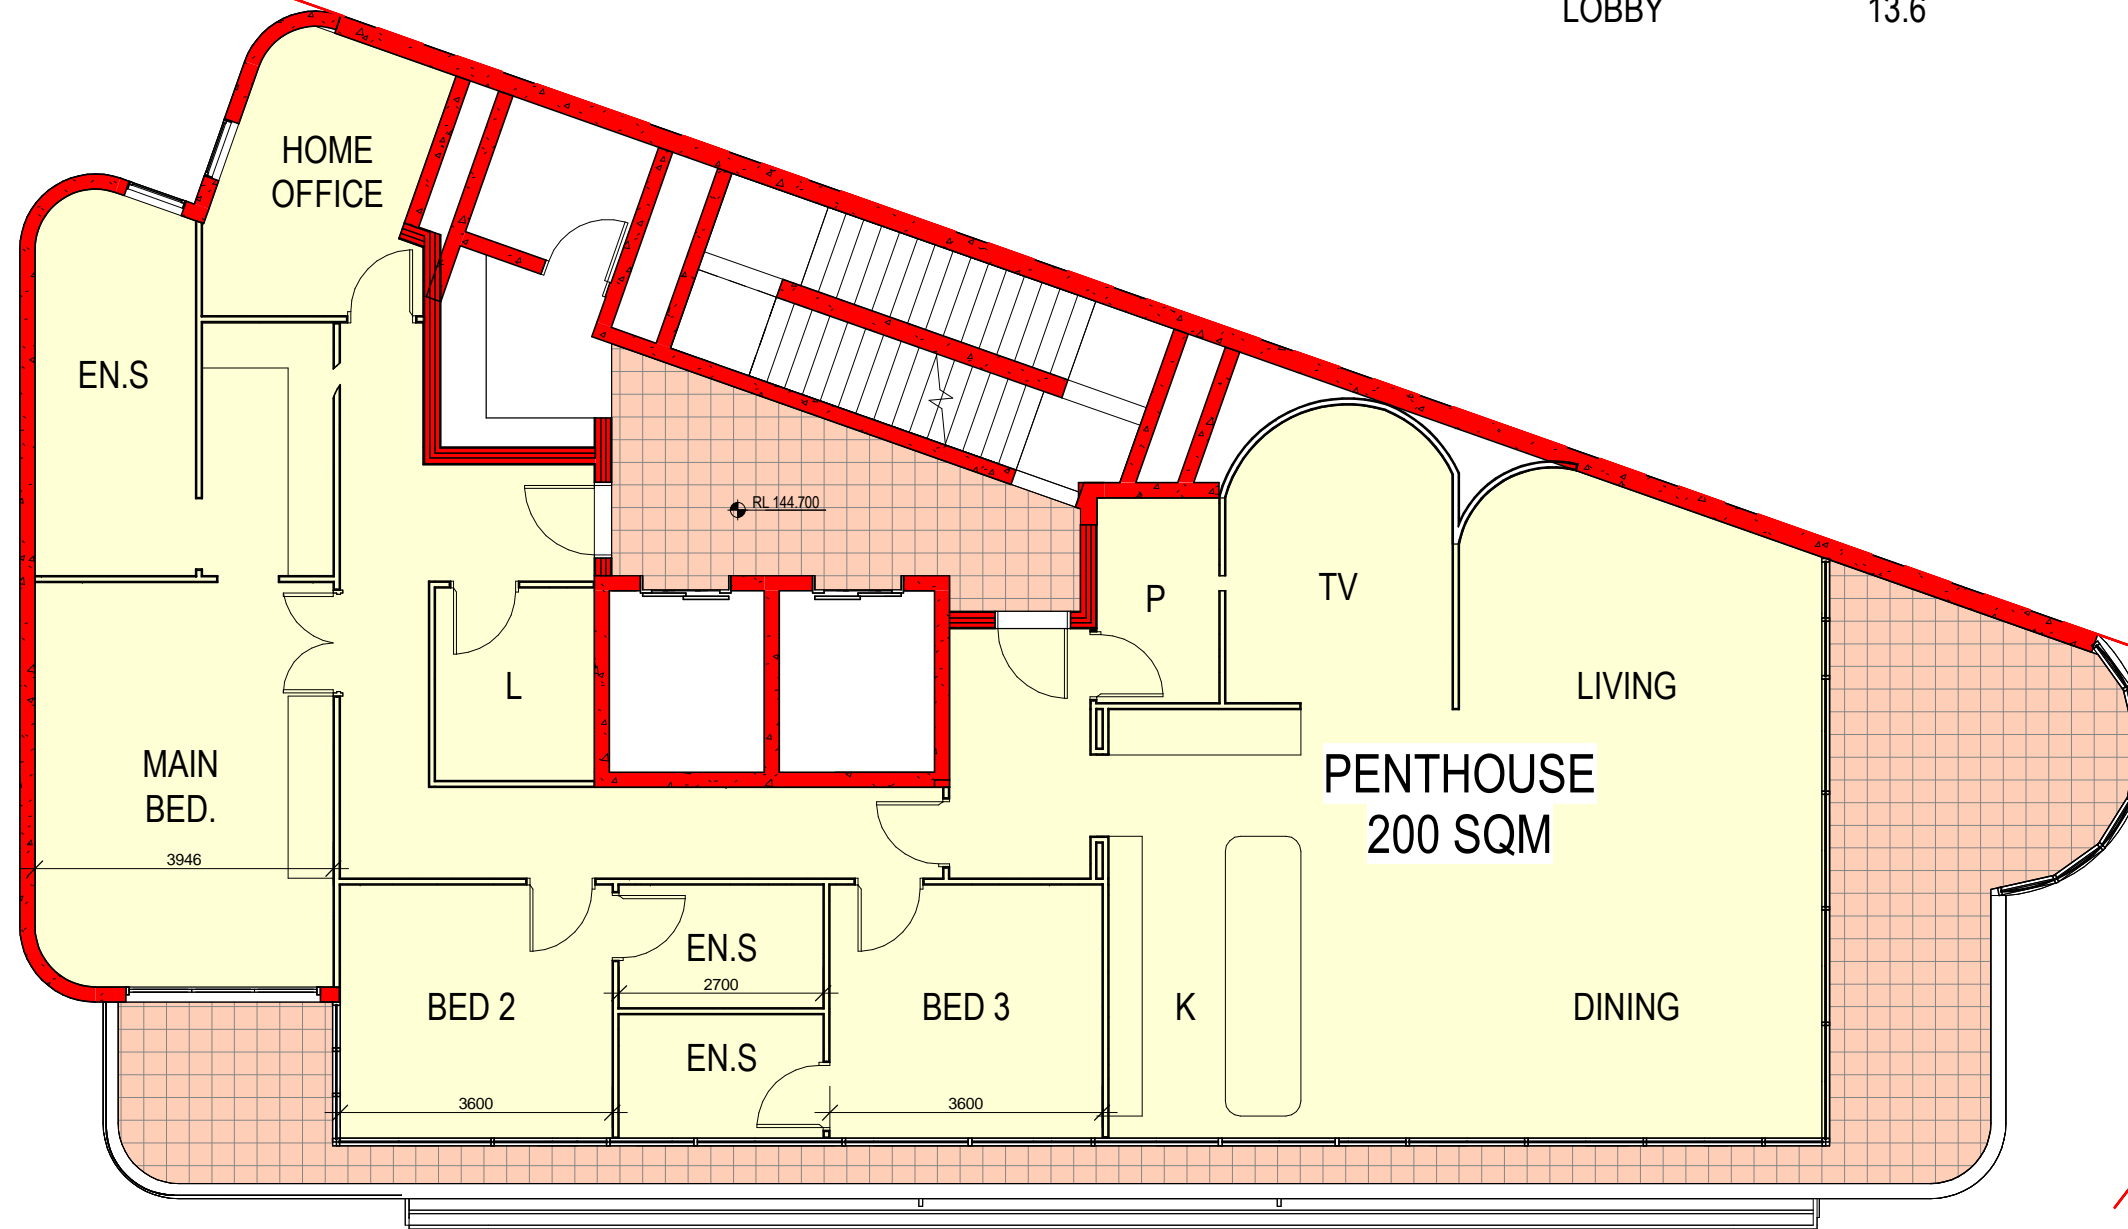 LOBBY 13.6
HOME
OFFICE
EN.S
RL 144.700
P
TV
L
LIVING
MAIN
BED.
PENTHOUSE
200 SQM
3946
EN.S
2700
BED 2
BED 3
K
DINING
EN.S
3600
3600